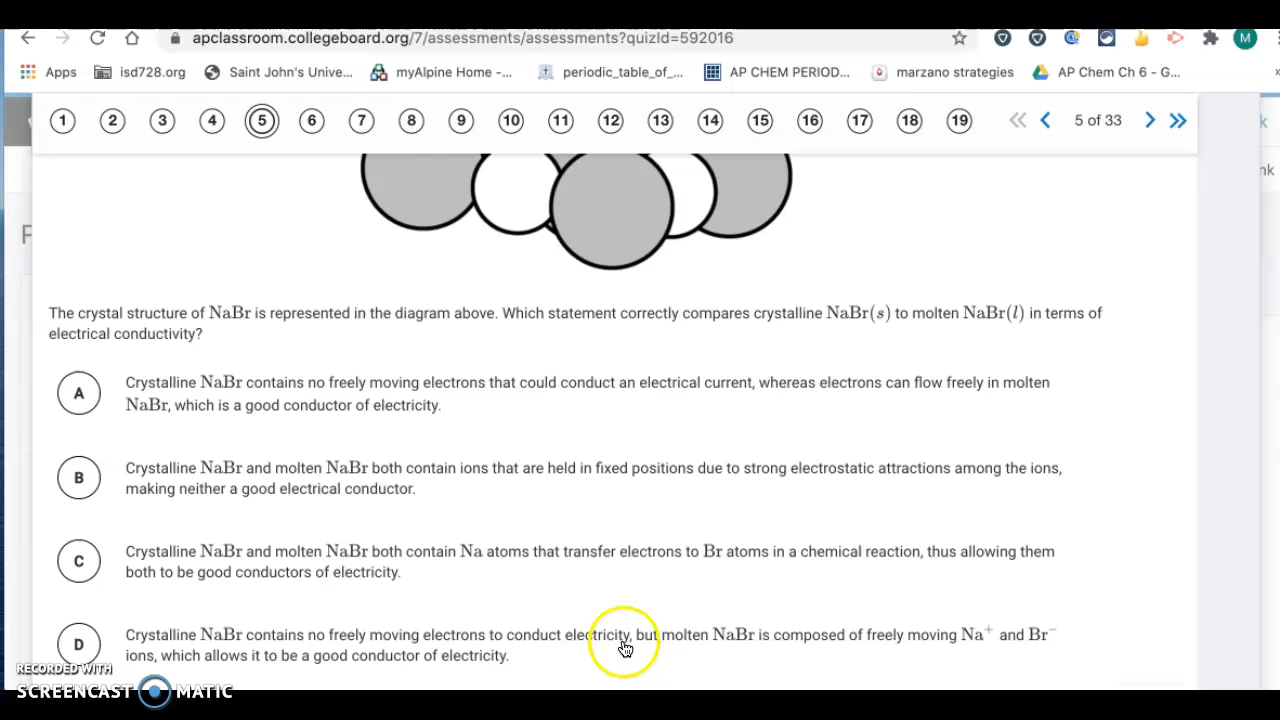 apclassroom.collegeboard.org/7/assessments/assessments?quizId=592016
M
Apps isd728.org Saint John's Unive... myAlpine Home -... periodic_table_of_... AP CHEM PERIOD... marzano strategies AP Chem Ch 6 - G... »
1 2 3 4 5 6 7 8 9 10 11 12 13 14 15 16 17 18 19 5 of 33
The crystal structure of NaBr is represented in the diagram above. Which statement correctly compares crystalline NaBr(s) to molten NaBr(l) in terms of
electrical conductivity?
A Crystalline NaBr contains no freely moving electrons that could conduct an electrical current, whereas electrons can flow freely in molten
NaBr, which is a good conductor of electricity.
B Crystalline NaBr and molten NaBr both contain ions that are held in fixed positions due to strong electrostatic attractions among the ions,
making neither a good electrical conductor.
C Crystalline NaBr and molten NaBr both contain Na atoms that transfer electrons to Br atoms in a chemical reaction, thus allowing them
both to be good conductors of electricity.
D Crystalline NaBr contains no freely moving electrons to conduct electricity, but molten NaBr is composed of freely moving Na⁺ and Br⁻
ions, which allows it to be a good conductor of electricity.
RECORDED WITH
SCREENCAST MATIC